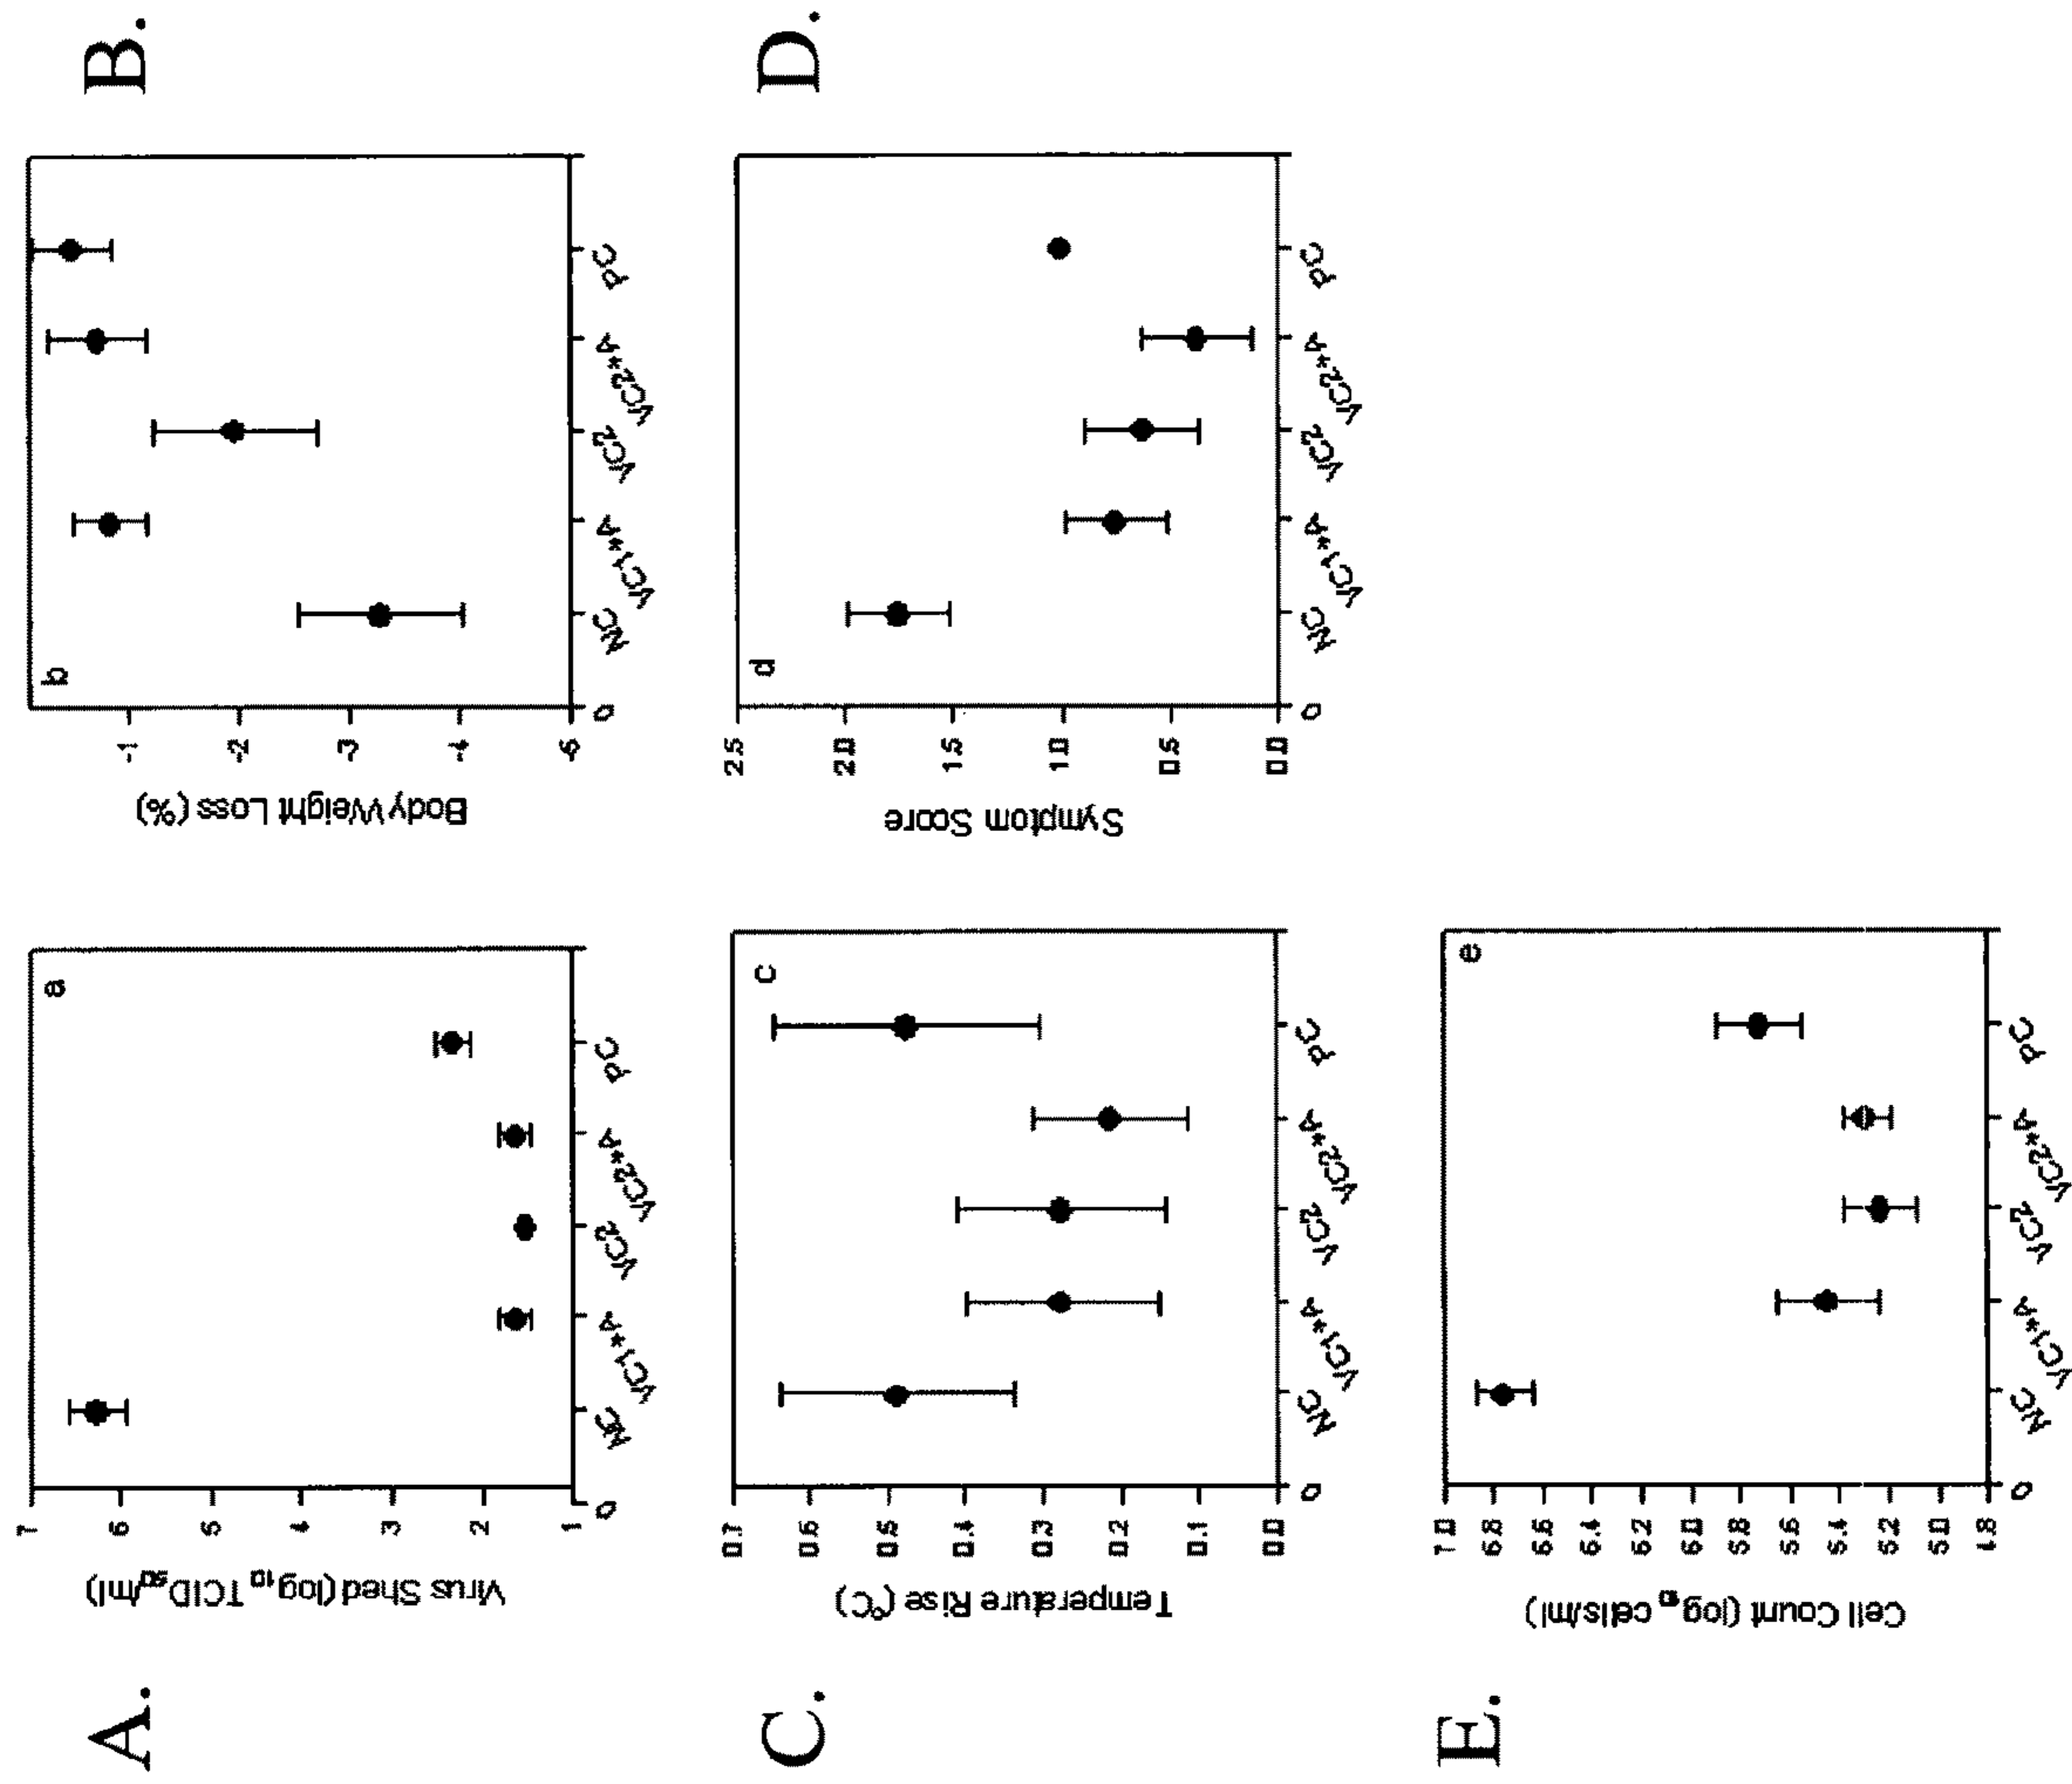 A.
a
Virus Shed (log10 TCID50/ml)
7
6
5
4
3
2
1
0 NC VC1+A VC2 VC2+A PC
B.
b
Body Weight Loss (%)
-1
-2
-3
-4
-5
0 NC VC1+A VC2 VC2+A PC
C.
c
Temperature Rise (°C)
0.7
0.6
0.5
0.4
0.3
0.2
0.1
0.0
0 NC VC1+A VC2 VC2+A PC
D.
d
Symptom Score
2.5
2.0
1.5
1.0
0.5
0.0
0 NC VC1+A VC2 VC2+A PC
E.
e
Cell Count (log10 cells/ml)
7.0
6.8
6.6
6.4
6.2
6.0
5.8
5.6
5.4
5.2
5.0
4.8
0 NC VC1+A VC2 VC2+A PC